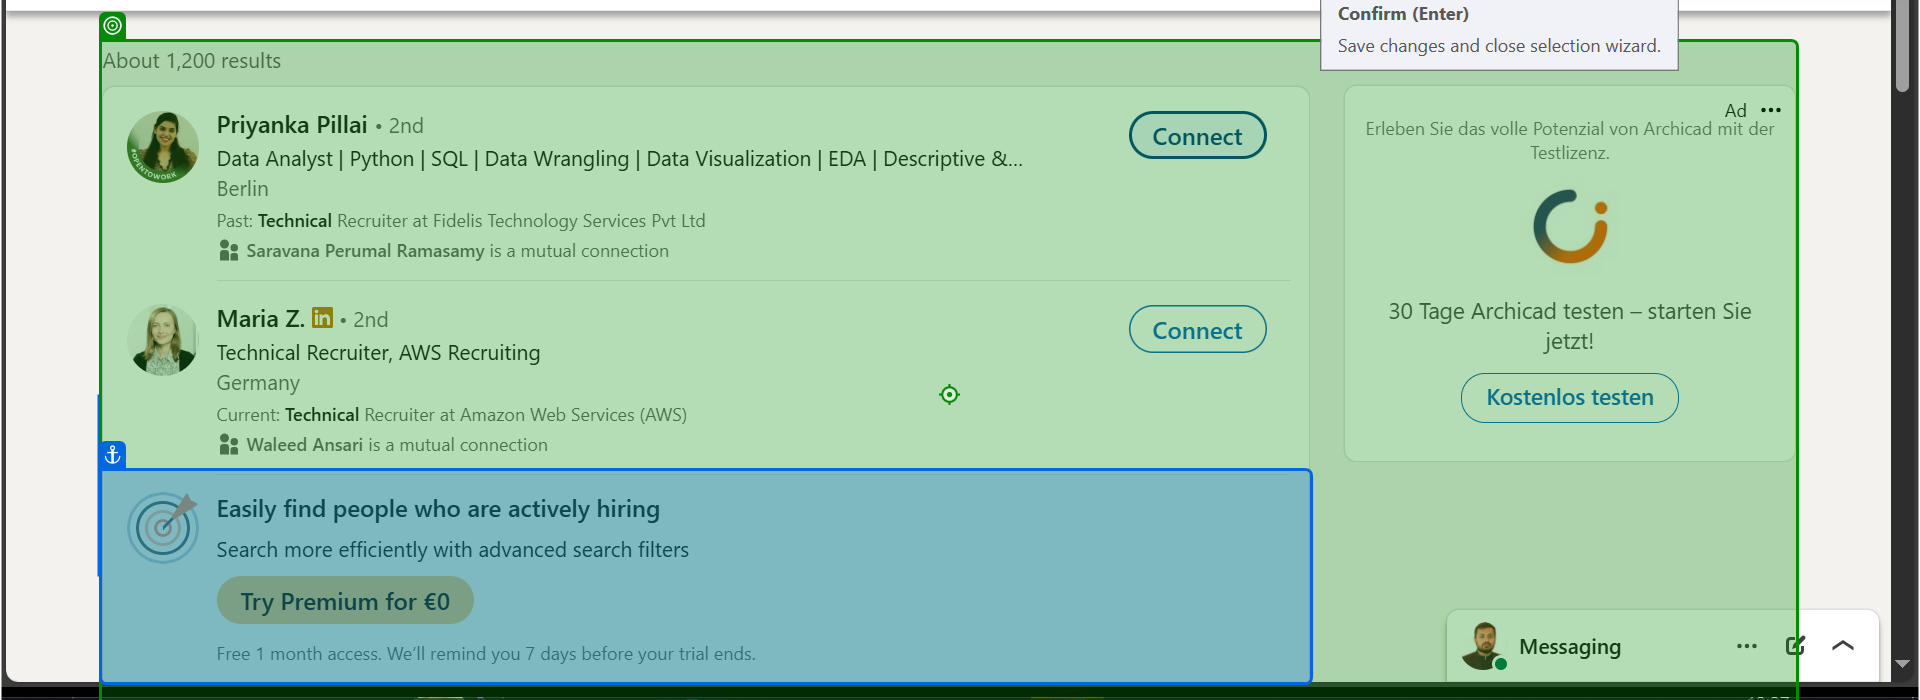 Confirm (Enter)
Save changes and close selection wizard.
About 1,200 results
Priyanka Pillai • 2nd
Connect
Data Analyst | Python | SQL | Data Wrangling | Data Visualization | EDA | Descriptive &...
Berlin
Past: Technical Recruiter at Fidelis Technology Services Pvt Ltd
Saravana Perumal Ramasamy is a mutual connection
#OPENTOWORK
Maria Z. in • 2nd
Connect
Technical Recruiter, AWS Recruiting
Germany
Current: Technical Recruiter at Amazon Web Services (AWS)
Waleed Ansari is a mutual connection
Easily find people who are actively hiring
Search more efficiently with advanced search filters
Try Premium for €0
Free 1 month access. We’ll remind you 7 days before your trial ends.
Ad
Erleben Sie das volle Potenzial von Archicad mit der
Testlizenz.
30 Tage Archicad testen – starten Sie
jetzt!
Kostenlos testen
Messaging